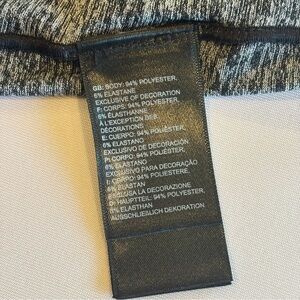 GB: BODY: 94% POLYESTER,
6% ELASTANE
EXCLUSIVE OF DECORATION
F: CORPS: 94% POLYESTER,
6% ÉLASTHANNE
À L'EXCEPTION DES
DÉCORATIONS
E: CUERPO: 94% POLIÉSTER,
6% ELASTANO
EXCLUSIVO DE DECORACIÓN
P: CORPO: 94% POLIÉSTER,
6% ELASTANO
EXCLUSIVO PARA DECORAÇÃO
I: CORPO: 94% POLIESTERE,
6% ELASTAN
ESCLUSA LA DECORAZIONE
D: HAUPTTEIL: 94% POLYESTER,
6% ELASTHAN
AUSSCHLIEßLICH DEKORATION